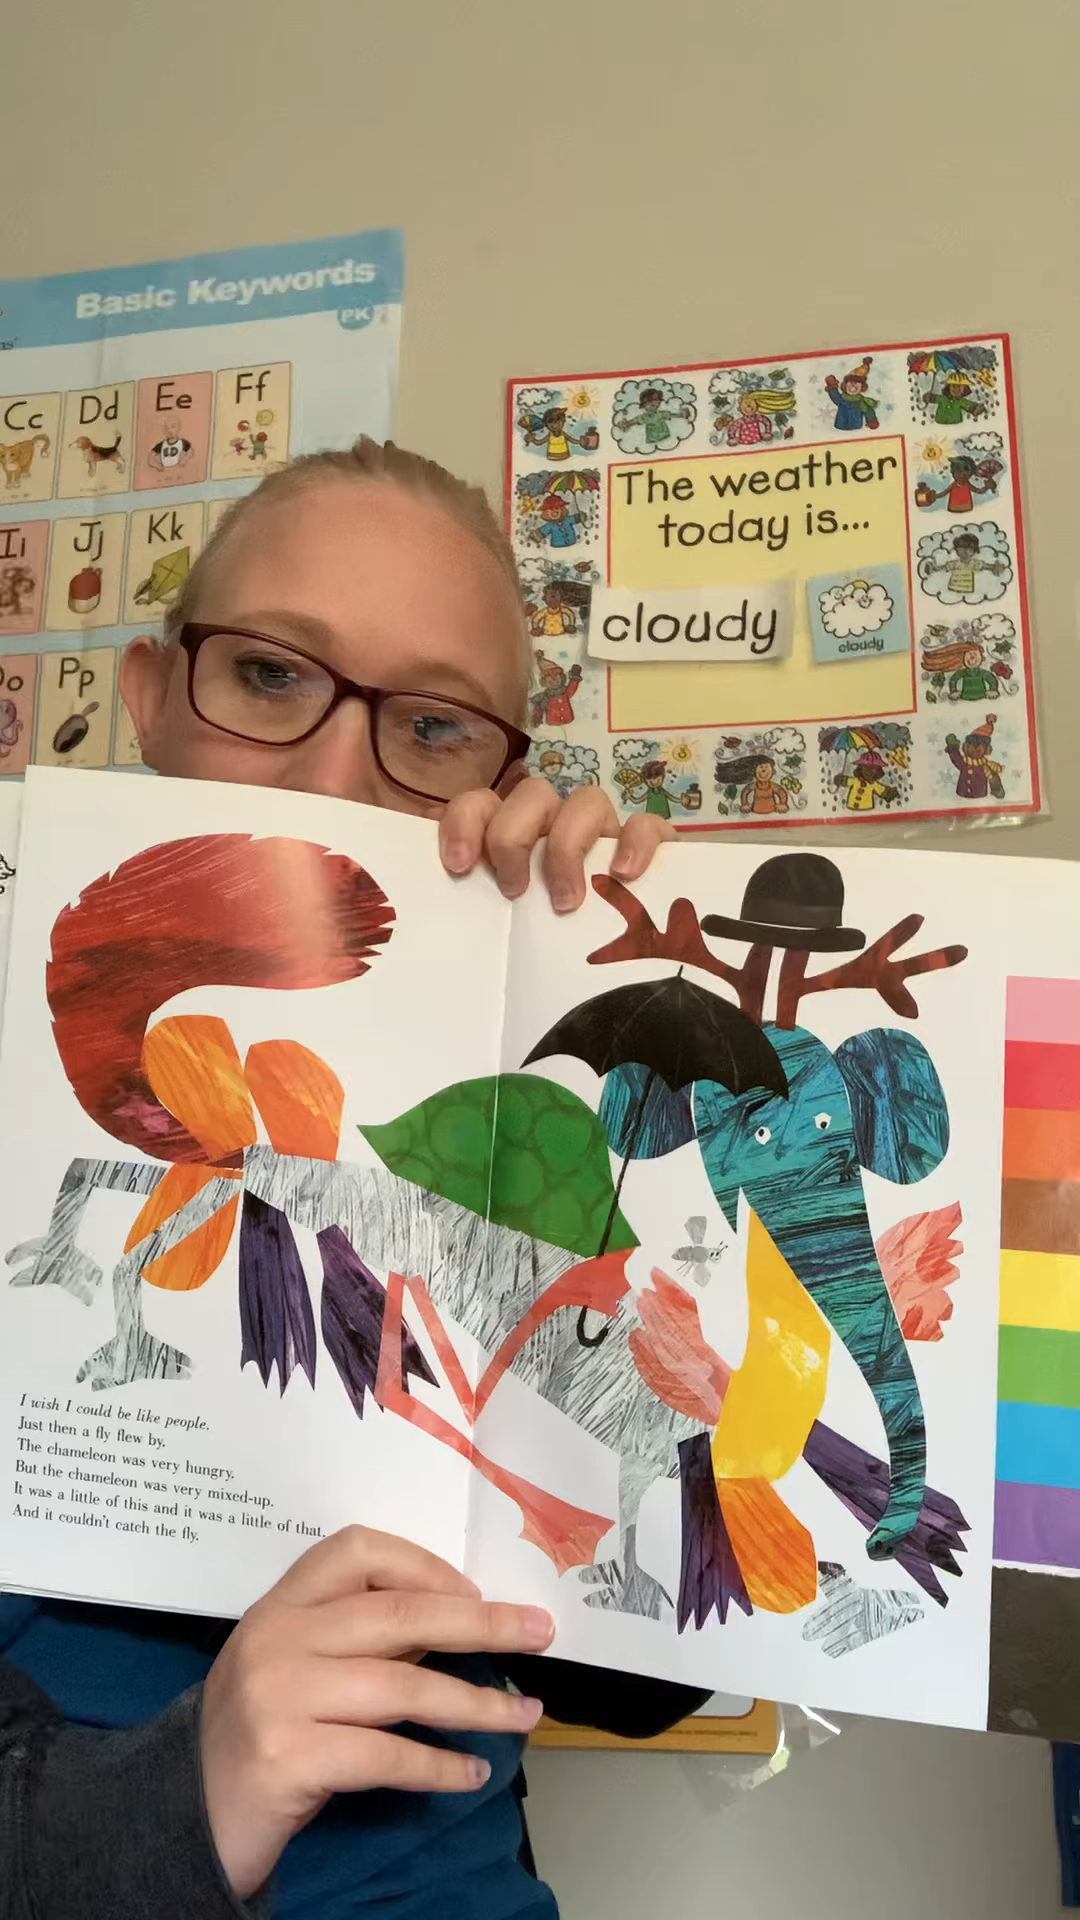 Basic Keywords
PK
Cc Dd Ee Ff
ED
Ii Jj Kk
Pp
The weather
today is...
cloudy
cloudy
I wish I could be like people.
Just then a fly flew by.
The chameleon was very hungry.
But the chameleon was very mixed-up.
It was a little of this and it was a little of that.
And it couldn't catch the fly.